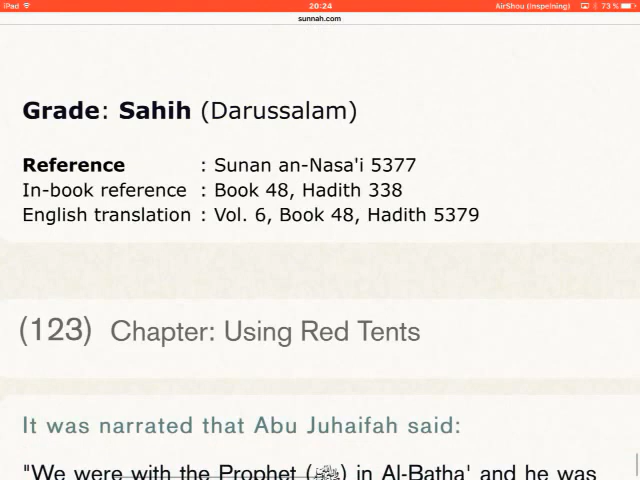 iPad 20:24 AirShou (Inspelning) 73 %
sunnah.com
Grade: Sahih (Darussalam)
Reference : Sunan an-Nasa'i 5377
In-book reference : Book 48, Hadith 338
English translation : Vol. 6, Book 48, Hadith 5379
(123) Chapter: Using Red Tents
It was narrated that Abu Juhaifah said:
"We were with the Prophet (ﷺ) in Al-Batha' and he was